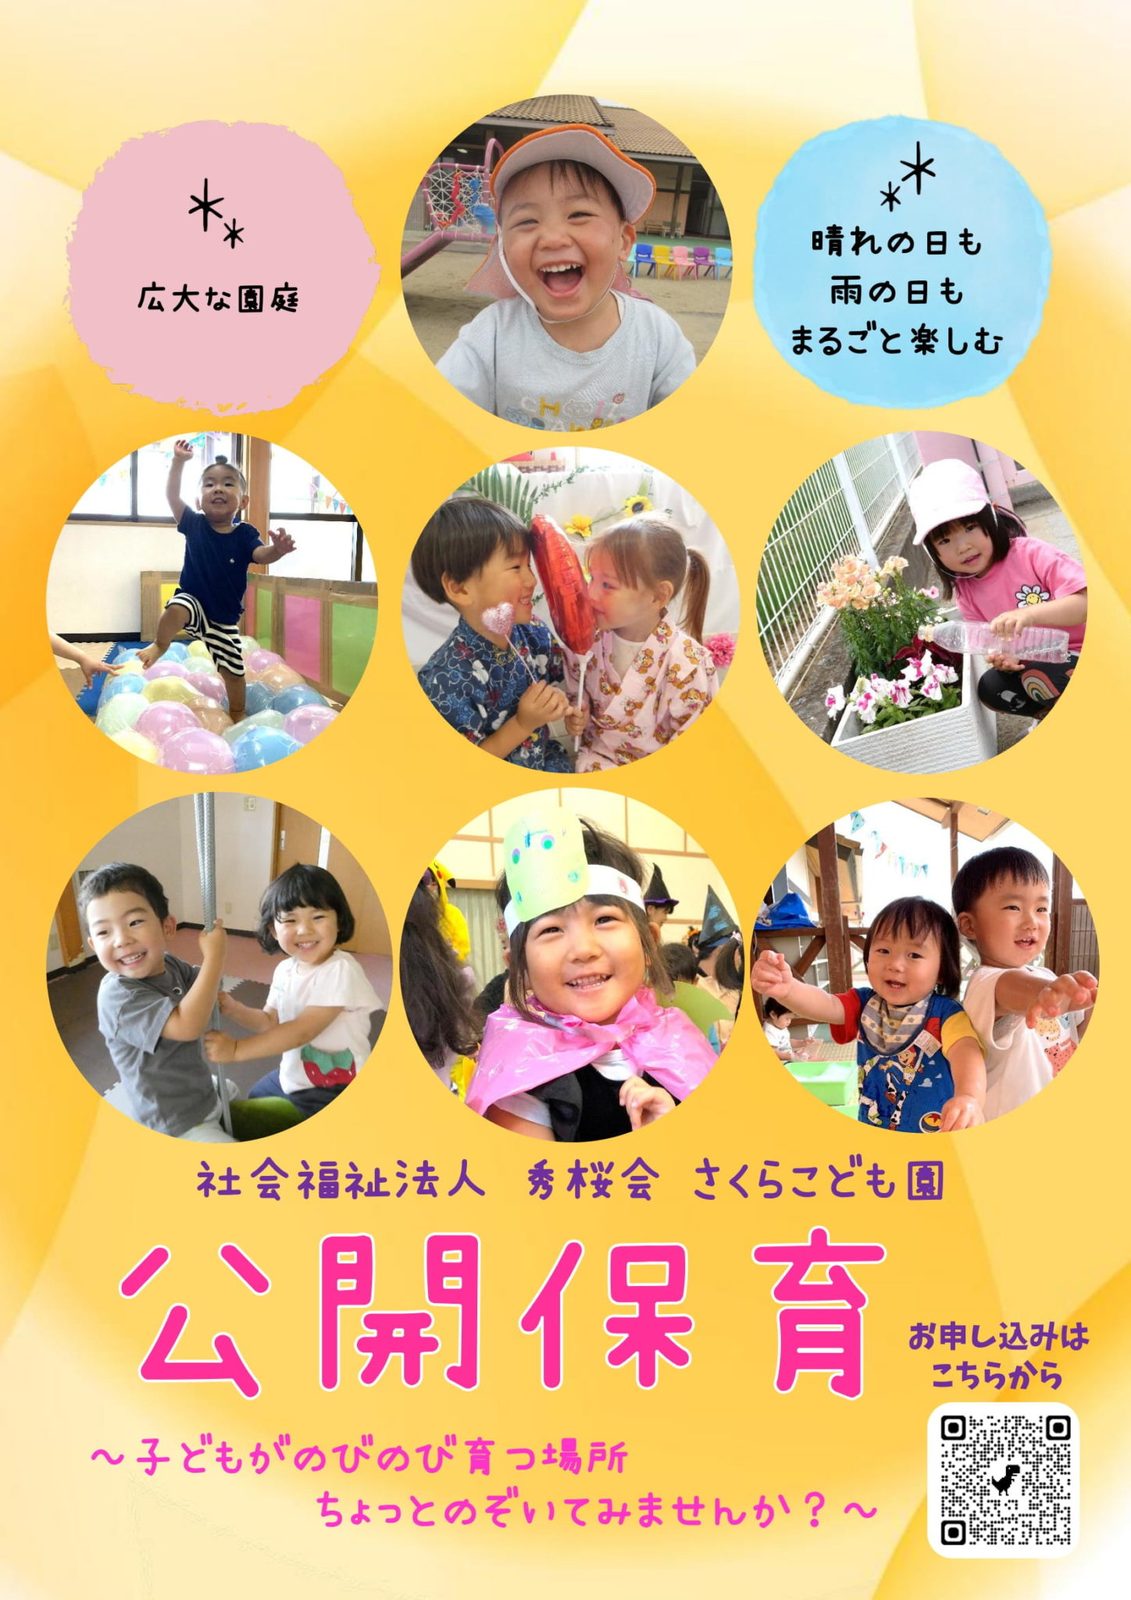 広大な園庭
晴れの日も
雨の日も
まるごと楽しむ
社会福祉法人 秀桜会 さくらこども園
公開保育
お申し込みは
こちらから
～子どもがのびのび育つ場所
ちょっとのぞいてみませんか？～